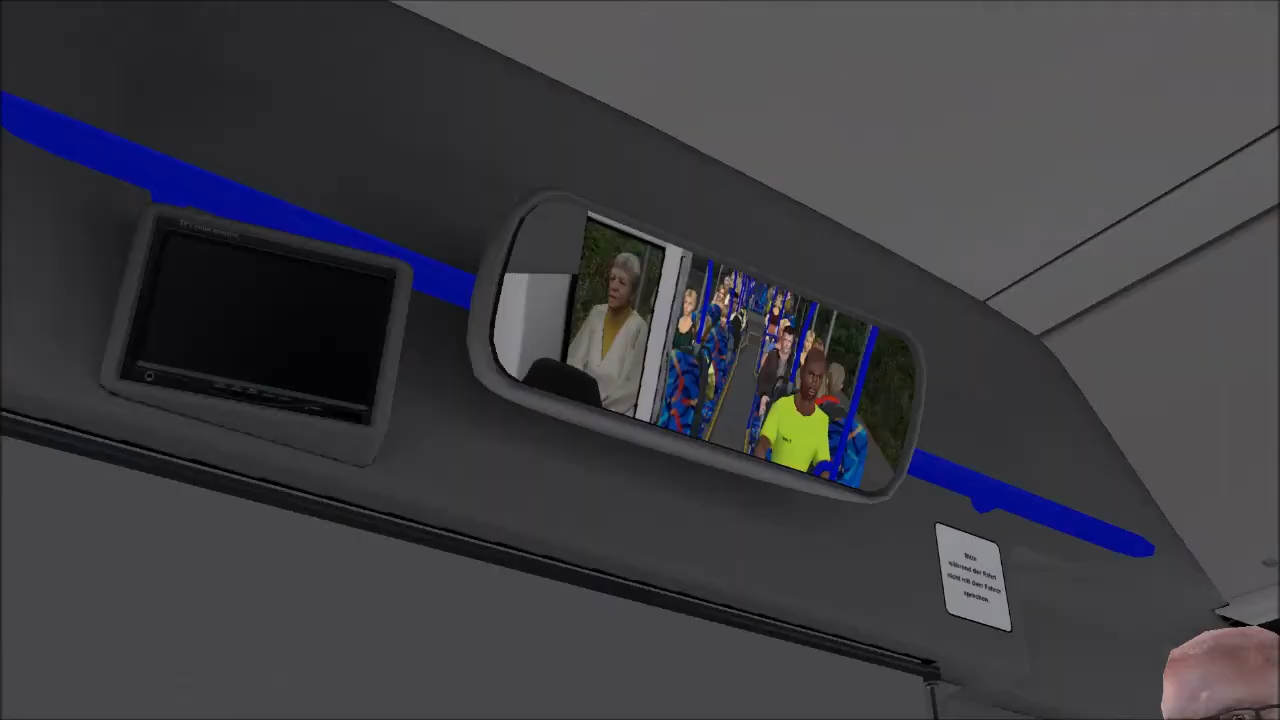 Bitte
während der Fahrt
nicht mit dem Fahrer
sprechen.